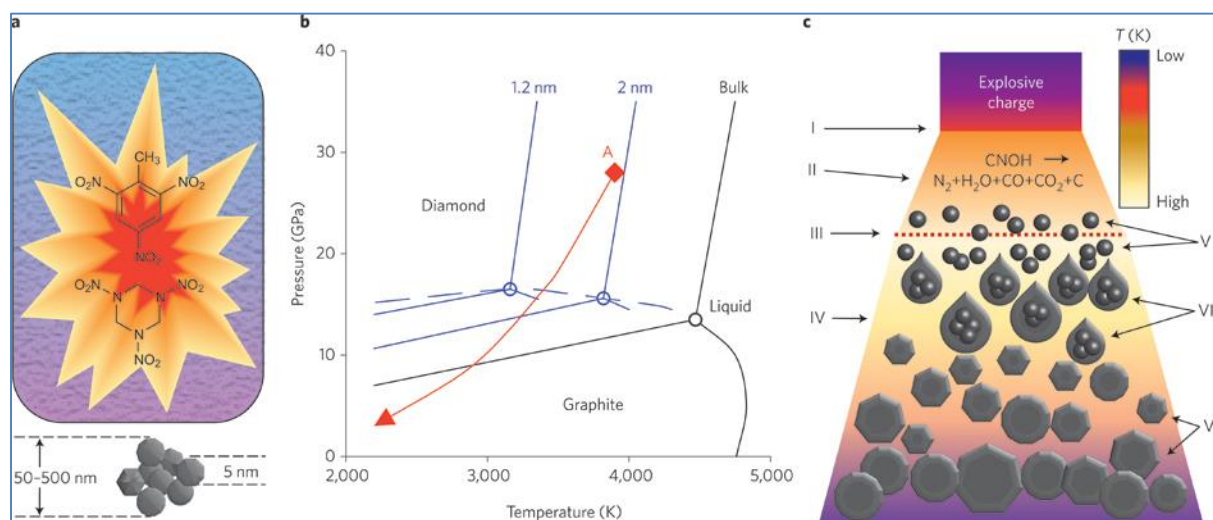 a
CH3
O2N
NO2
NO2
O2N
NO2
N
N
N
NO2
50–500 nm
5 nm
b
40
30
20
10
0
Pressure (GPa)
1.2 nm
2 nm
Bulk
A
Diamond
Liquid
Graphite
2,000
3,000
4,000
5,000
Temperature (K)
c
T (K)
Low
High
Explosive
charge
I
II
CNOH
N2+H2O+CO+CO2+C
III
V
IV
VI
V